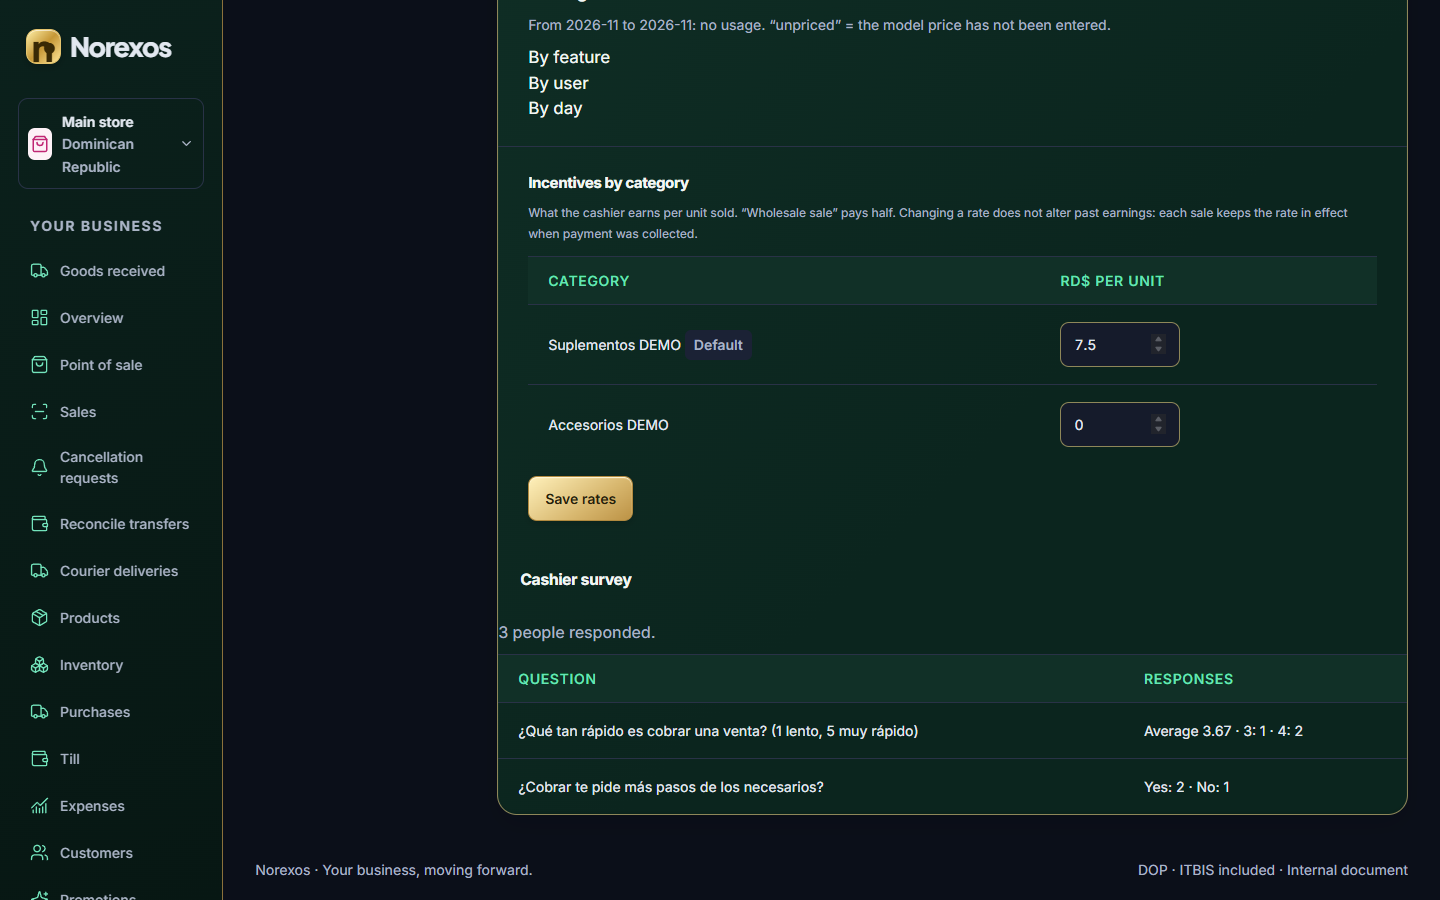 Norexos
Main store
Dominican
Republic
YOUR BUSINESS
Goods received
Overview
Point of sale
Sales
Cancellation
requests
Reconcile transfers
Courier deliveries
Products
Inventory
Purchases
Till
Expenses
Customers
Promotions
From 2026-11 to 2026-11: no usage. “unpriced” = the model price has not been entered.
By feature
By user
By day
Incentives by category
What the cashier earns per unit sold. “Wholesale sale” pays half. Changing a rate does not alter past earnings: each sale keeps the rate in effect
when payment was collected.
CATEGORY RD$ PER UNIT
Suplementos DEMO Default 7.5
Accesorios DEMO 0
Save rates
Cashier survey
3 people responded.
QUESTION RESPONSES
¿Qué tan rápido es cobrar una venta? (1 lento, 5 muy rápido) Average 3.67 · 3: 1 · 4: 2
¿Cobrar te pide más pasos de los necesarios? Yes: 2 · No: 1
Norexos · Your business, moving forward.
DOP · ITBIS included · Internal document